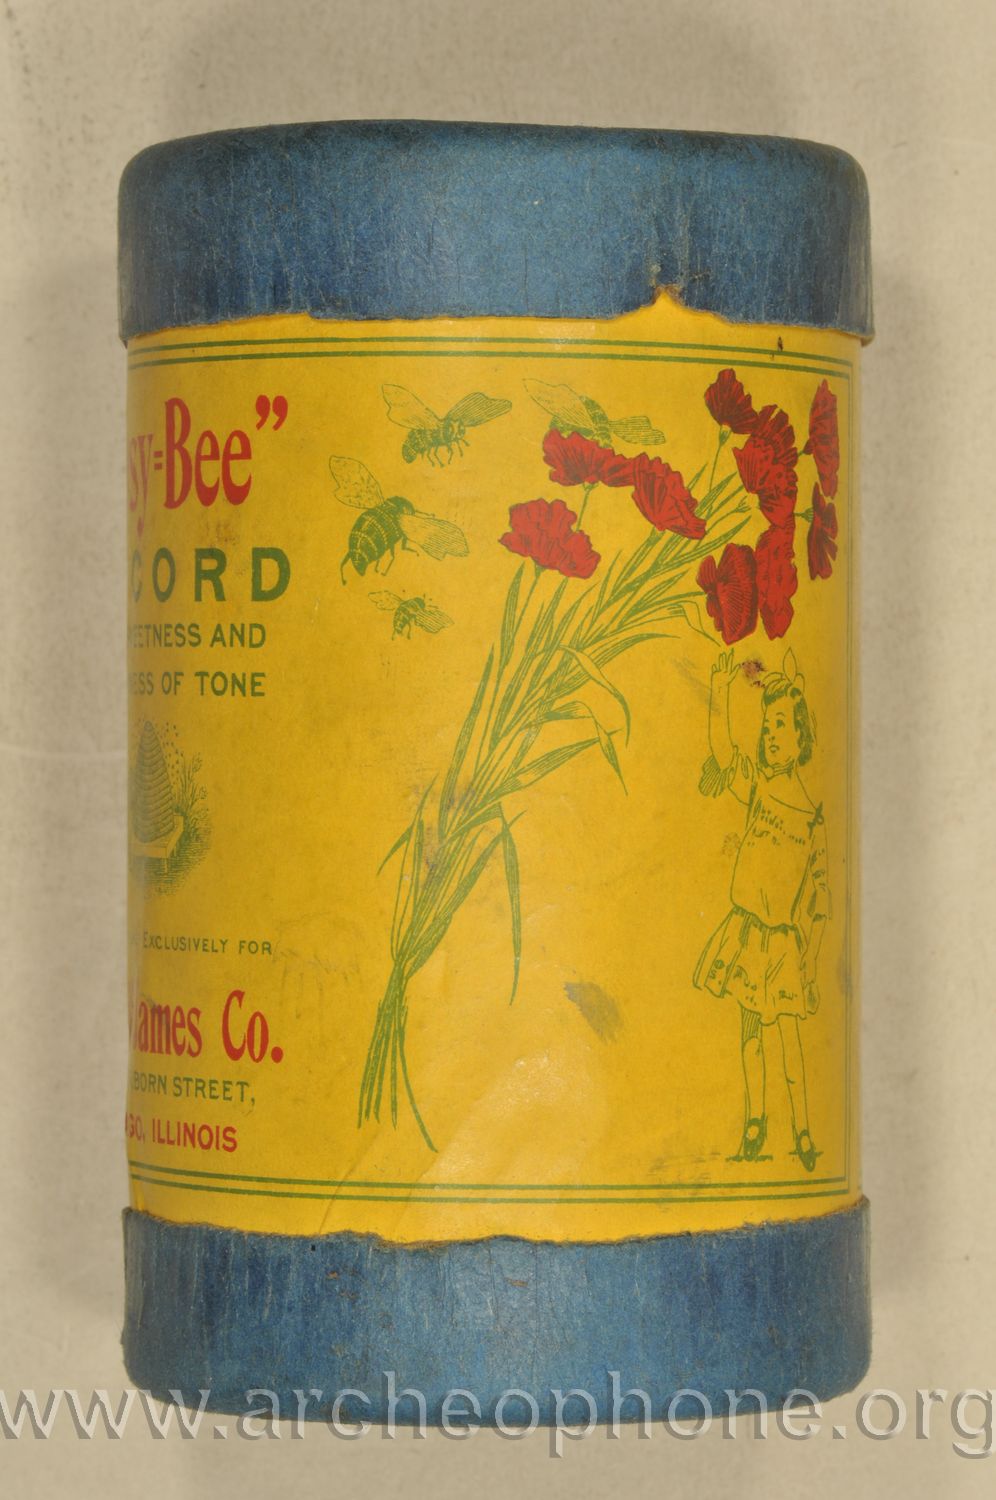 sy=Bee”
CORD
EETNESS AND
ESS OF TONE
EXCLUSIVELY FOR
James Co.
BORN STREET,
GO, ILLINOIS
www.archeophone.org